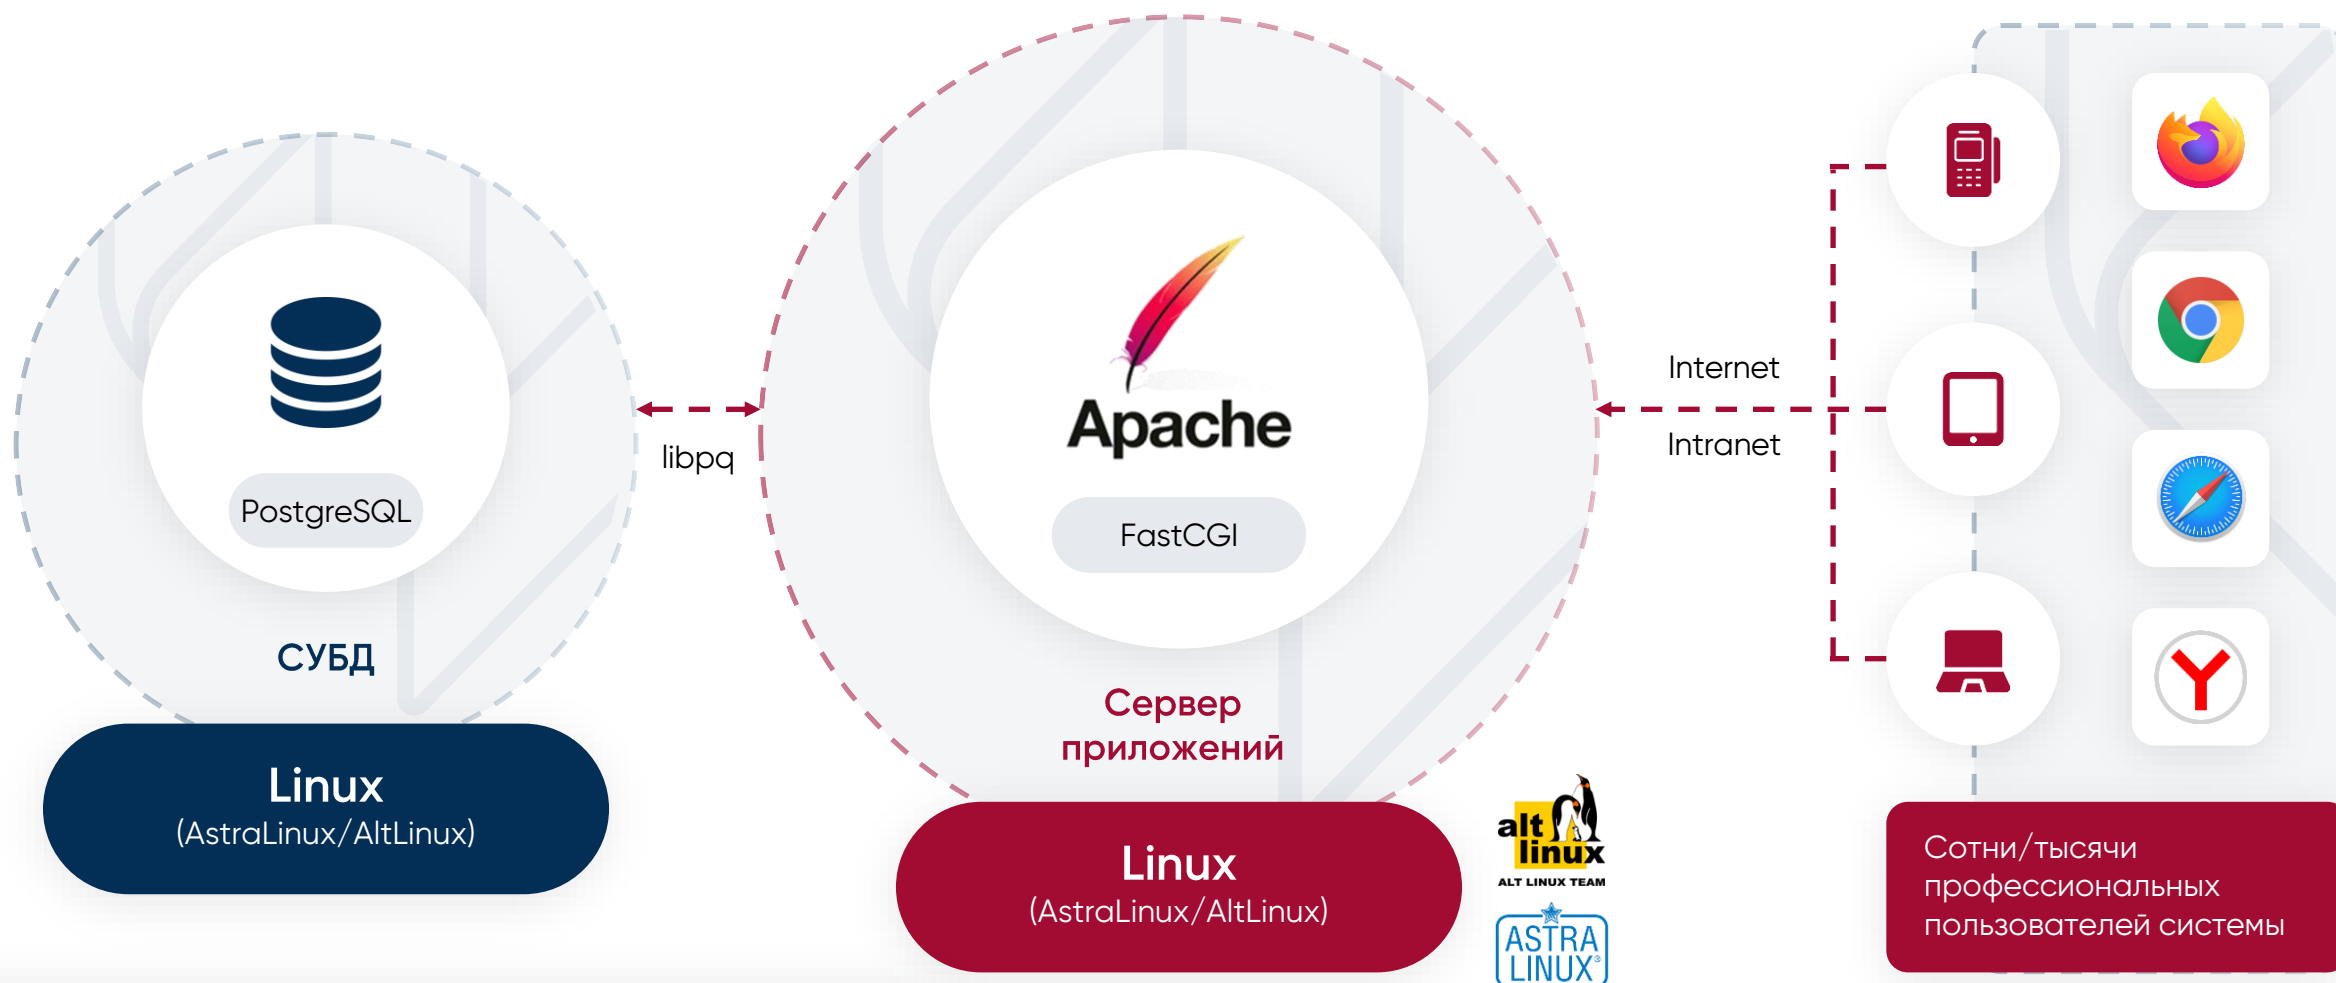 PostgreSQL
СУБД
Linux
(AstraLinux/AltLinux)
libpq
Apache
FastCGI
Сервер
приложений
Linux
(AstraLinux/AltLinux)
alt
linux
ALT LINUX TEAM
ASTRA
LINUX®
Internet
Intranet
Сотни/тысячи
профессиональных
пользователей системы